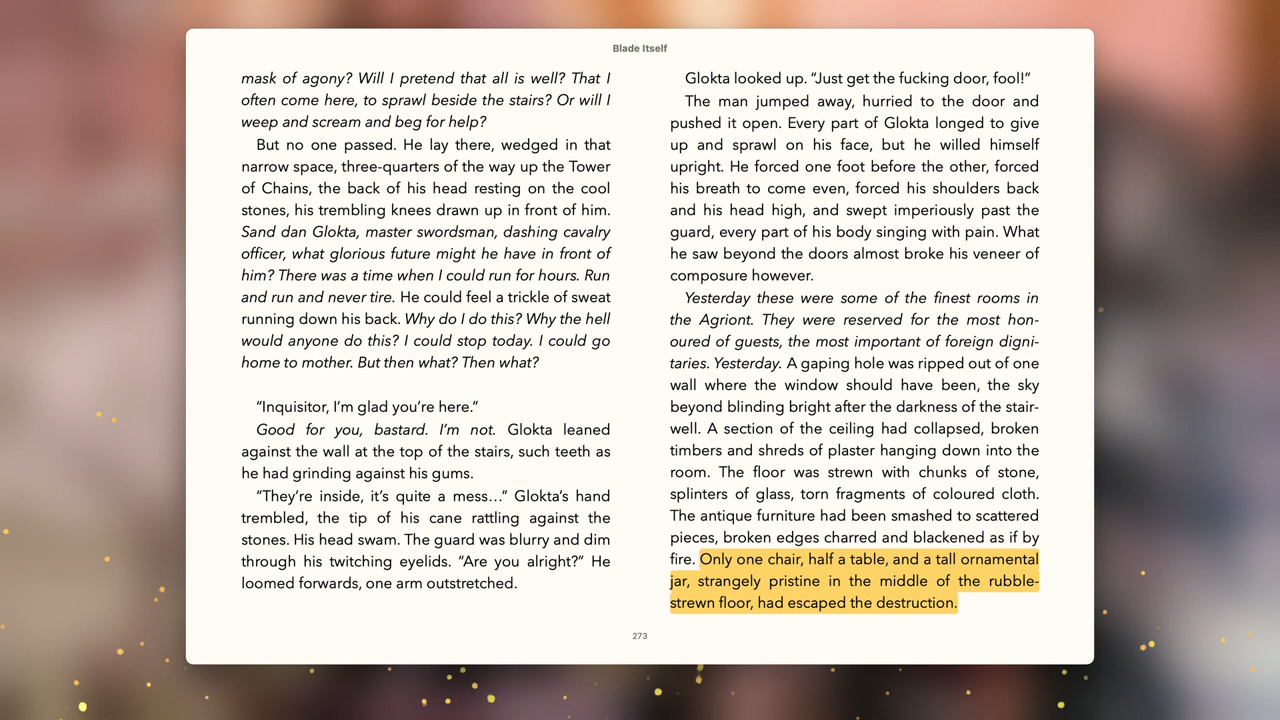 Blade Itself
mask of agony? Will I pretend that all is well? That I
often come here, to sprawl beside the stairs? Or will I
weep and scream and beg for help?
But no one passed. He lay there, wedged in that
narrow space, three-quarters of the way up the Tower
of Chains, the back of his head resting on the cool
stones, his trembling knees drawn up in front of him.
Sand dan Glokta, master swordsman, dashing cavalry
officer, what glorious future might he have in front of
him? There was a time when I could run for hours. Run
and run and never tire. He could feel a trickle of sweat
running down his back. Why do I do this? Why the hell
would anyone do this? I could stop today. I could go
home to mother. But then what? Then what?
“Inquisitor, I’m glad you’re here.”
Good for you, bastard. I’m not. Glokta leaned
against the wall at the top of the stairs, such teeth as
he had grinding against his gums.
“They’re inside, it’s quite a mess…” Glokta’s hand
trembled, the tip of his cane rattling against the
stones. His head swam. The guard was blurry and dim
through his twitching eyelids. “Are you alright?” He
loomed forwards, one arm outstretched.
Glokta looked up. “Just get the fucking door, fool!”
The man jumped away, hurried to the door and
pushed it open. Every part of Glokta longed to give
up and sprawl on his face, but he willed himself
upright. He forced one foot before the other, forced
his breath to come even, forced his shoulders back
and his head high, and swept imperiously past the
guard, every part of his body singing with pain. What
he saw beyond the doors almost broke his veneer of
composure however.
Yesterday these were some of the finest rooms in
the Agriont. They were reserved for the most hon-
oured of guests, the most important of foreign digni-
taries. Yesterday. A gaping hole was ripped out of one
wall where the window should have been, the sky
beyond blinding bright after the darkness of the stair-
well. A section of the ceiling had collapsed, broken
timbers and shreds of plaster hanging down into the
room. The floor was strewn with chunks of stone,
splinters of glass, torn fragments of coloured cloth.
The antique furniture had been smashed to scattered
pieces, broken edges charred and blackened as if by
fire. Only one chair, half a table, and a tall ornamental
jar, strangely pristine in the middle of the rubble-
strewn floor, had escaped the destruction.
273